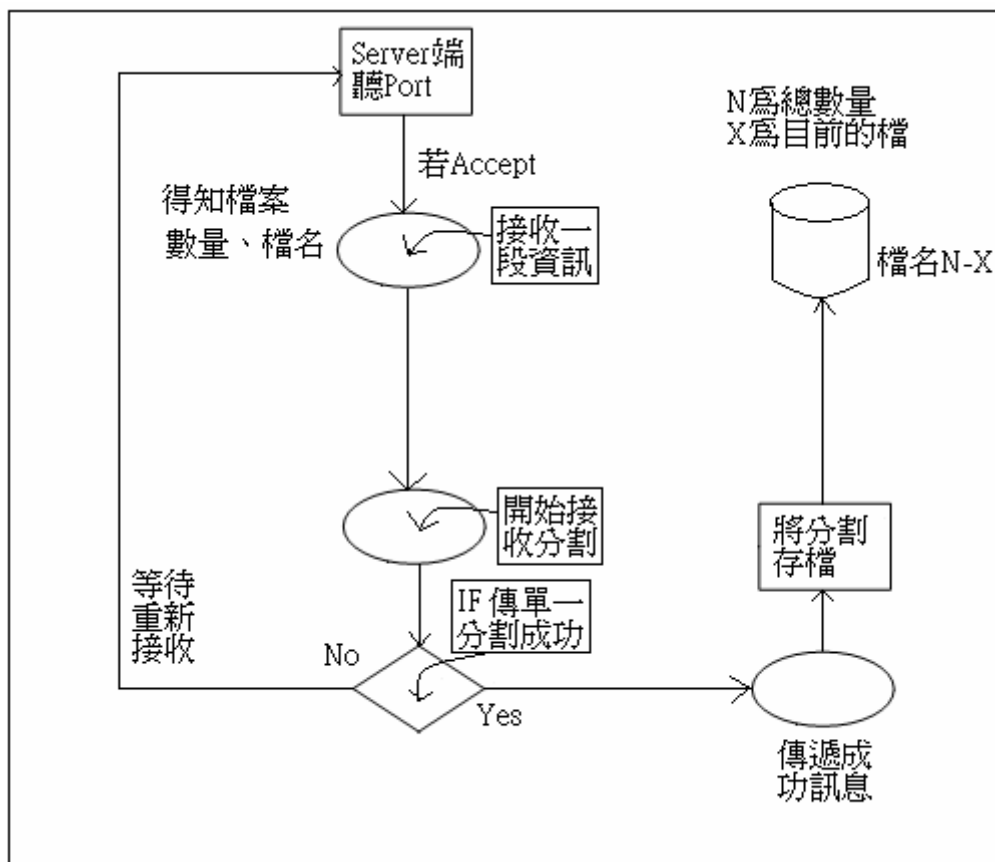 Server端
聽Port
若Accept
得知檔案
數量、檔名
接收一
段資訊
N為總數量
X為目前的檔
檔名N-X
開始接
收分割
將分割
存檔
等待
重新
接收
IF 傳單一
分割成功
No
Yes
傳遞成
功訊息